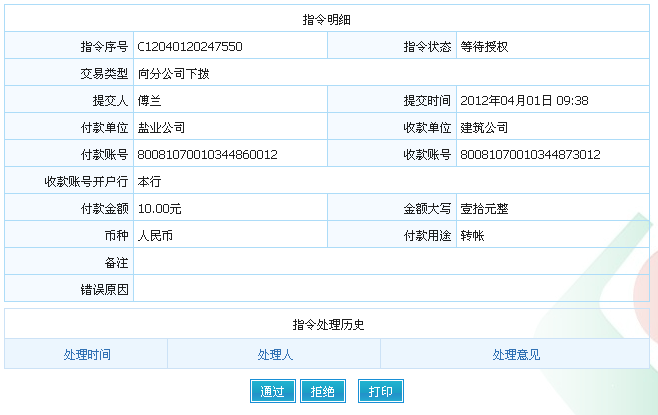 指令明细
指令序号 C12040120247550 指令状态 等待授权
交易类型 向分公司下拨
提交人 傅兰 提交时间 2012年04月01日 09:38
付款单位 盐业公司 收款单位 建筑公司
付款账号 80081070010344860012 收款账号 80081070010344873012
收款账号开户行 本行
付款金额 10.00元 金额大写 壹拾元整
币种 人民币 付款用途 转帐
备注
错误原因
指令处理历史
处理时间 处理人 处理意见
通过 拒绝 打印